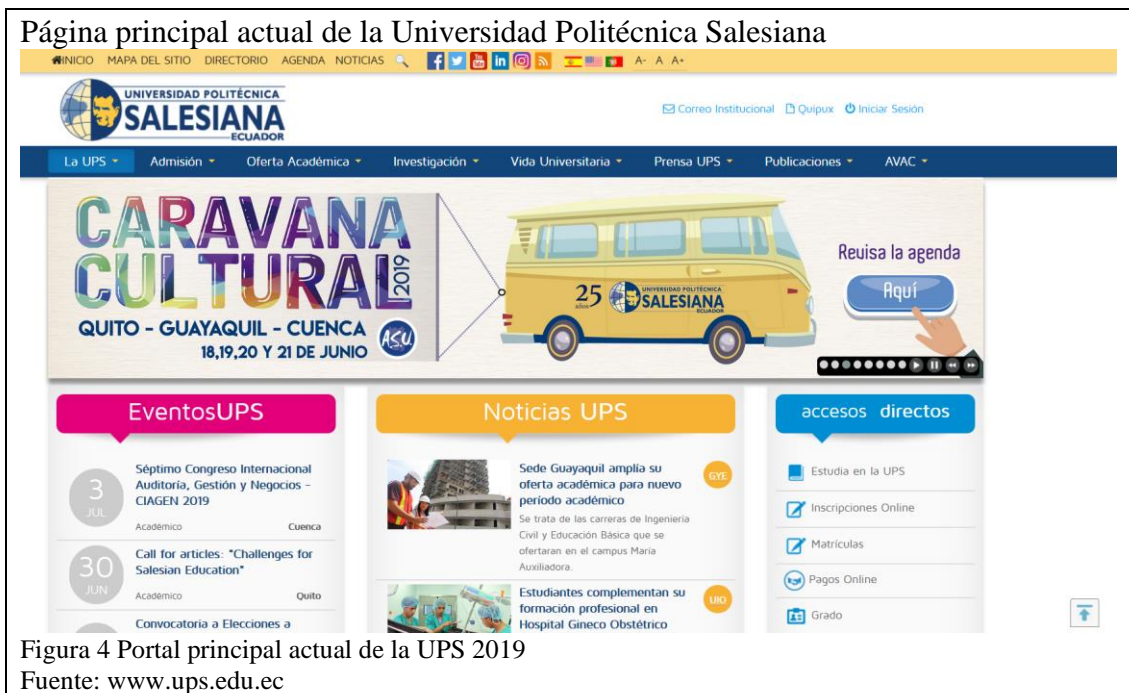 Página principal actual de la Universidad Politécnica Salesiana
INICIO MAPA DEL SITIO DIRECTORIO AGENDA NOTICIAS A- A A+
UNIVERSIDAD POLITÉCNICA
SALESIANA
ECUADOR
Correo Institucional Quipux Iniciar Sesión
La UPS Admisión Oferta Académica Investigación Vida Universitaria Prensa UPS Publicaciones AVAC
CARAVANA
CULTURAL 2019
QUITO - GUAYAQUIL - CUENCA
18,19,20 Y 21 DE JUNIO
ASU
25 años
UNIVERSIDAD POLITÉCNICA
SALESIANA
ECUADOR
Revisa la agenda
Aquí
EventosUPS
3
JUL
Séptimo Congreso Internacional
Auditoría, Gestión y Negocios -
CIAGEN 2019
Académico Cuenca
30
JUN
Call for articles: "Challenges for
Salesian Education"
Académico Quito
Convocatoria a Elecciones a
Noticias UPS
Sede Guayaquil amplía su
oferta académica para nuevo
período académico
GYE
Se trata de las carreras de Ingeniería
Civil y Educación Básica que se
ofertaran en el campus María
Auxiliadora.
Estudiantes complementan su
formación profesional en
Hospital Gineco Obstétrico
UIO
accesos directos
Estudia en la UPS
Inscripciones Online
Matrículas
Pagos Online
Grado
Figura 4 Portal principal actual de la UPS 2019
Fuente: www.ups.edu.ec